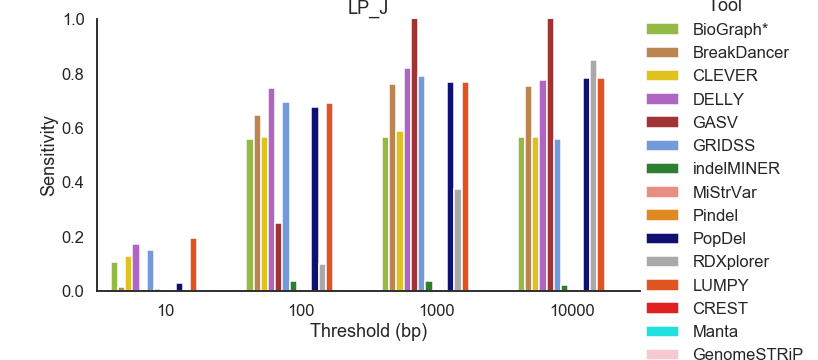 LP_J
Tool
1.0
0.8
0.6
0.4
0.2
0.0
Sensitivity
10
100
1000
10000
Threshold (bp)
BioGraph*
BreakDancer
CLEVER
DELLY
GASV
GRIDSS
indelMINER
MiStrVar
Pindel
PopDel
RDXplorer
LUMPY
CREST
Manta
GenomeSTRiP